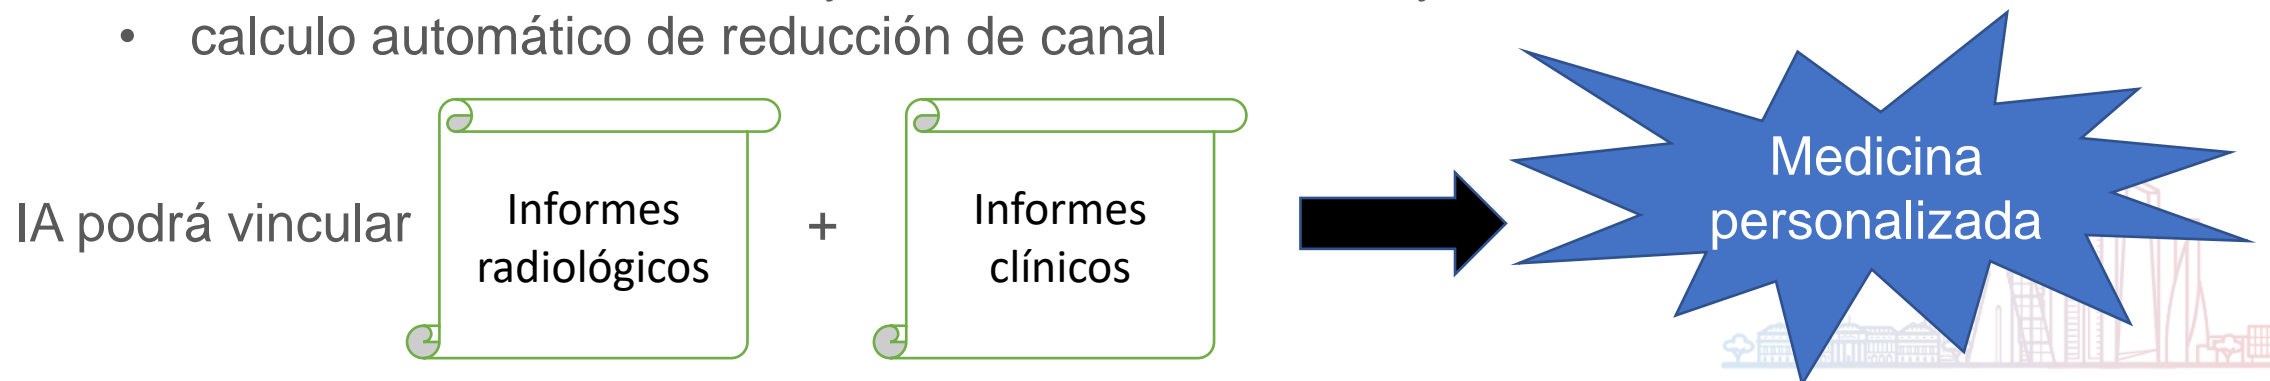 • calculo automático de reducción de canal
IA podrá vincular
Informes
radiológicos
+
Informes
clínicos
Medicina
personalizada